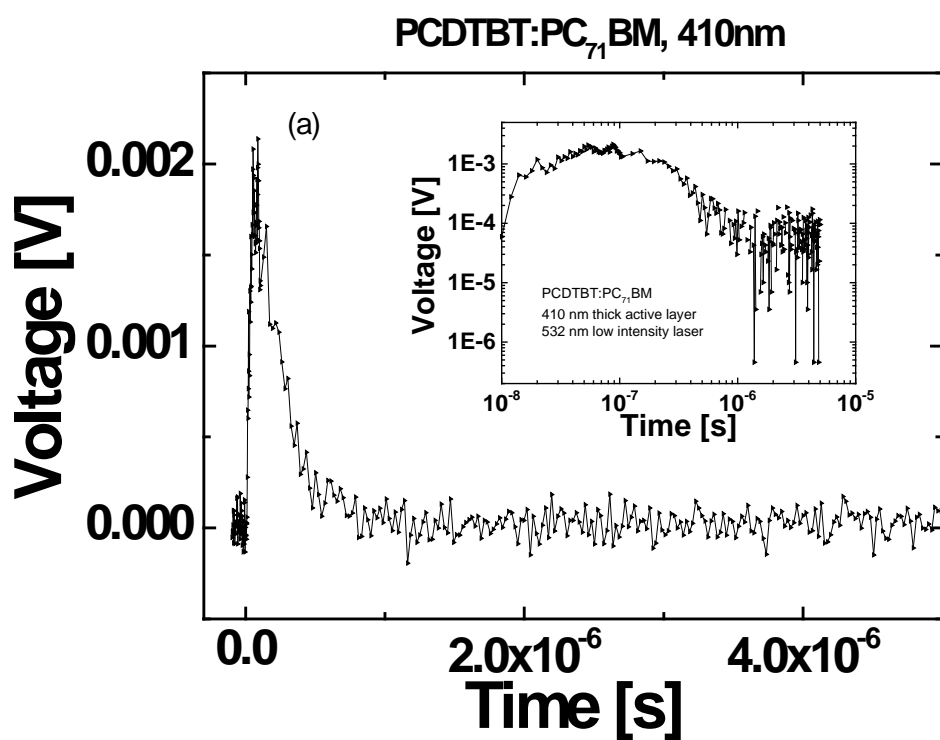 PCDTBT:PC71BM, 410nm
(a)
Voltage [V]
0.002
0.001
0.000
0.0
2.0x10-6
4.0x10-6
Time [s]
Voltage [V]
1E-3
1E-4
1E-5
1E-6
PCDTBT:PC71BM
410 nm thick active layer
532 nm low intensity laser
10-8
10-7
10-6
10-5
Time [s]